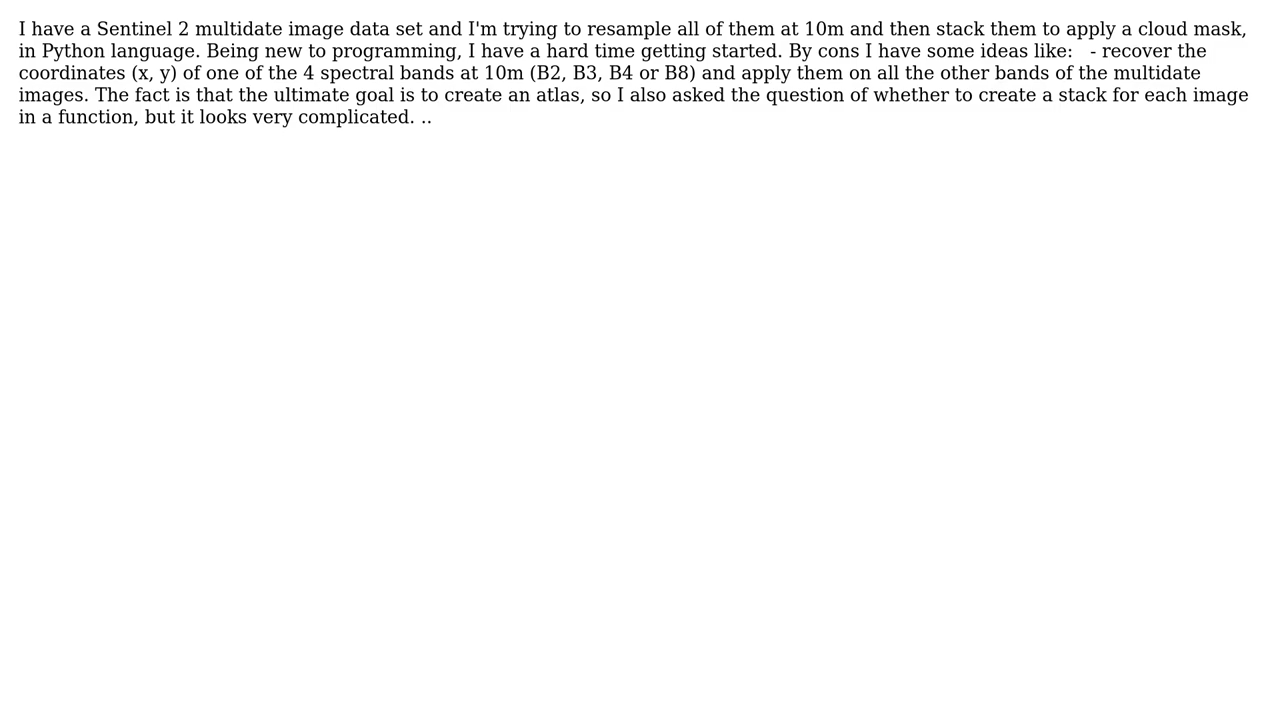 I have a Sentinel 2 multidate image data set and I'm trying to resample all of them at 10m and then stack them to apply a cloud mask,
in Python language. Being new to programming, I have a hard time getting started. By cons I have some ideas like:   - recover the
coordinates (x, y) of one of the 4 spectral bands at 10m (B2, B3, B4 or B8) and apply them on all the other bands of the multidate
images. The fact is that the ultimate goal is to create an atlas, so I also asked the question of whether to create a stack for each image
in a function, but it looks very complicated. ..